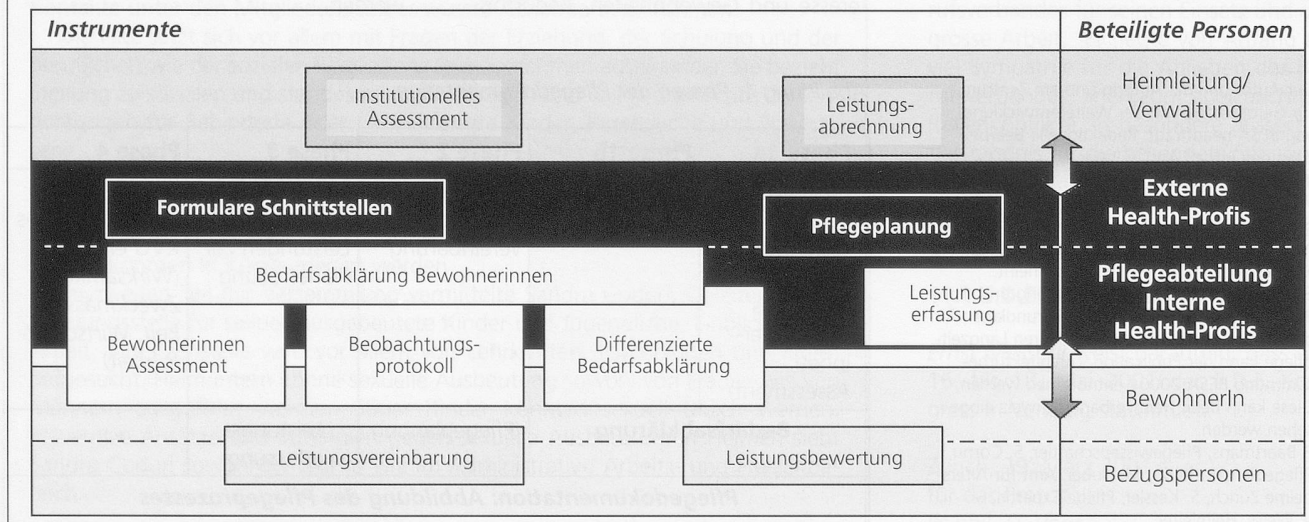 Instrumente
Beteiligte Personen
Institutionelles
Assessment
Leistungs-
abrechnung
Heimleitung/
Verwaltung
Formulare Schnittstellen
Pflegeplanung
Externe
Health-Profis
Bedarfsabklärung Bewohnerinnen
Leistungs-
erfassung
Pflegeabteilung
Interne
Health-Profis
Bewohnerinnen
Assessment
Beobachtungs-
protokoll
Differenzierte
Bedarfsabklärung
BewohnerIn
Leistungsvereinbarung
Leistungsbewertung
Bezugspersonen